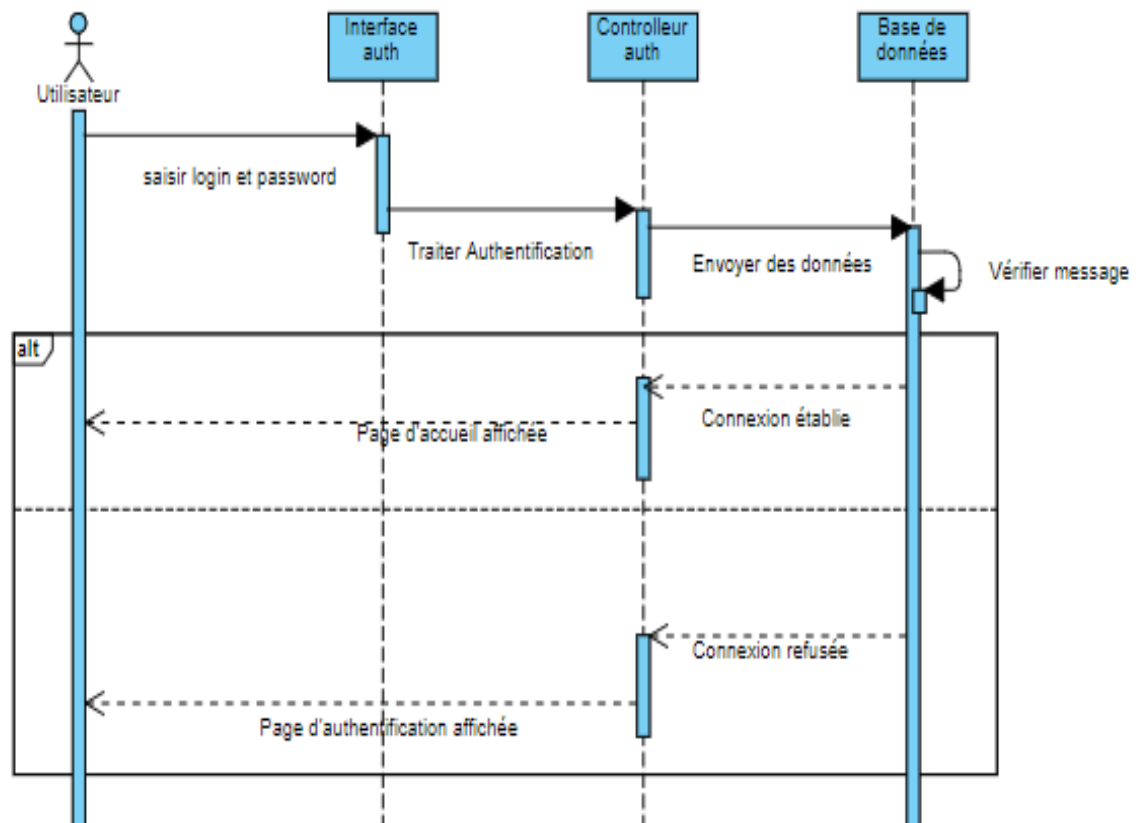 Utilisateur
Interface
auth
Controlleur
auth
Base de
données
saisir login et password
Traiter Authentification
Envoyer des données
Vérifier message
alt
Connexion établie
Page d'accueil affichée
Connexion refusée
Page d'authentification affichée